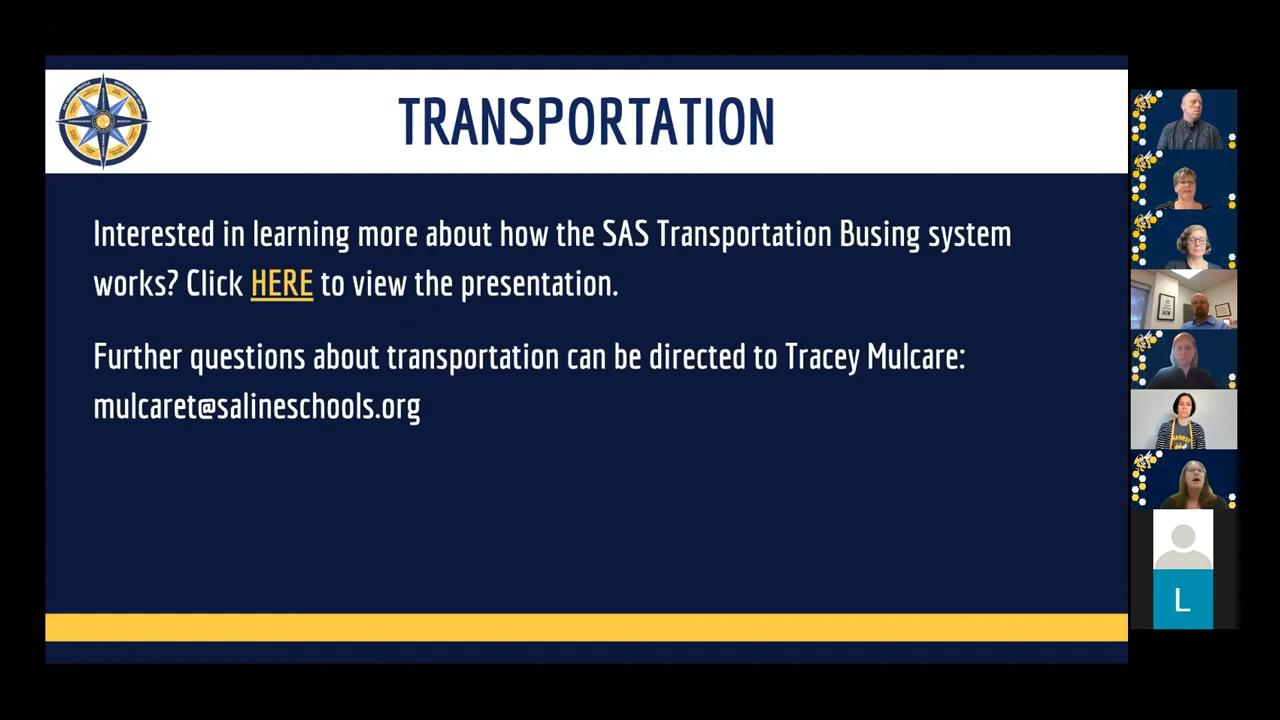 TRANSPORTATION
Interested in learning more about how the SAS Transportation Busing system
works? Click HERE to view the presentation.
Further questions about transportation can be directed to Tracey Mulcare:
mulcaret@salineschools.org
L